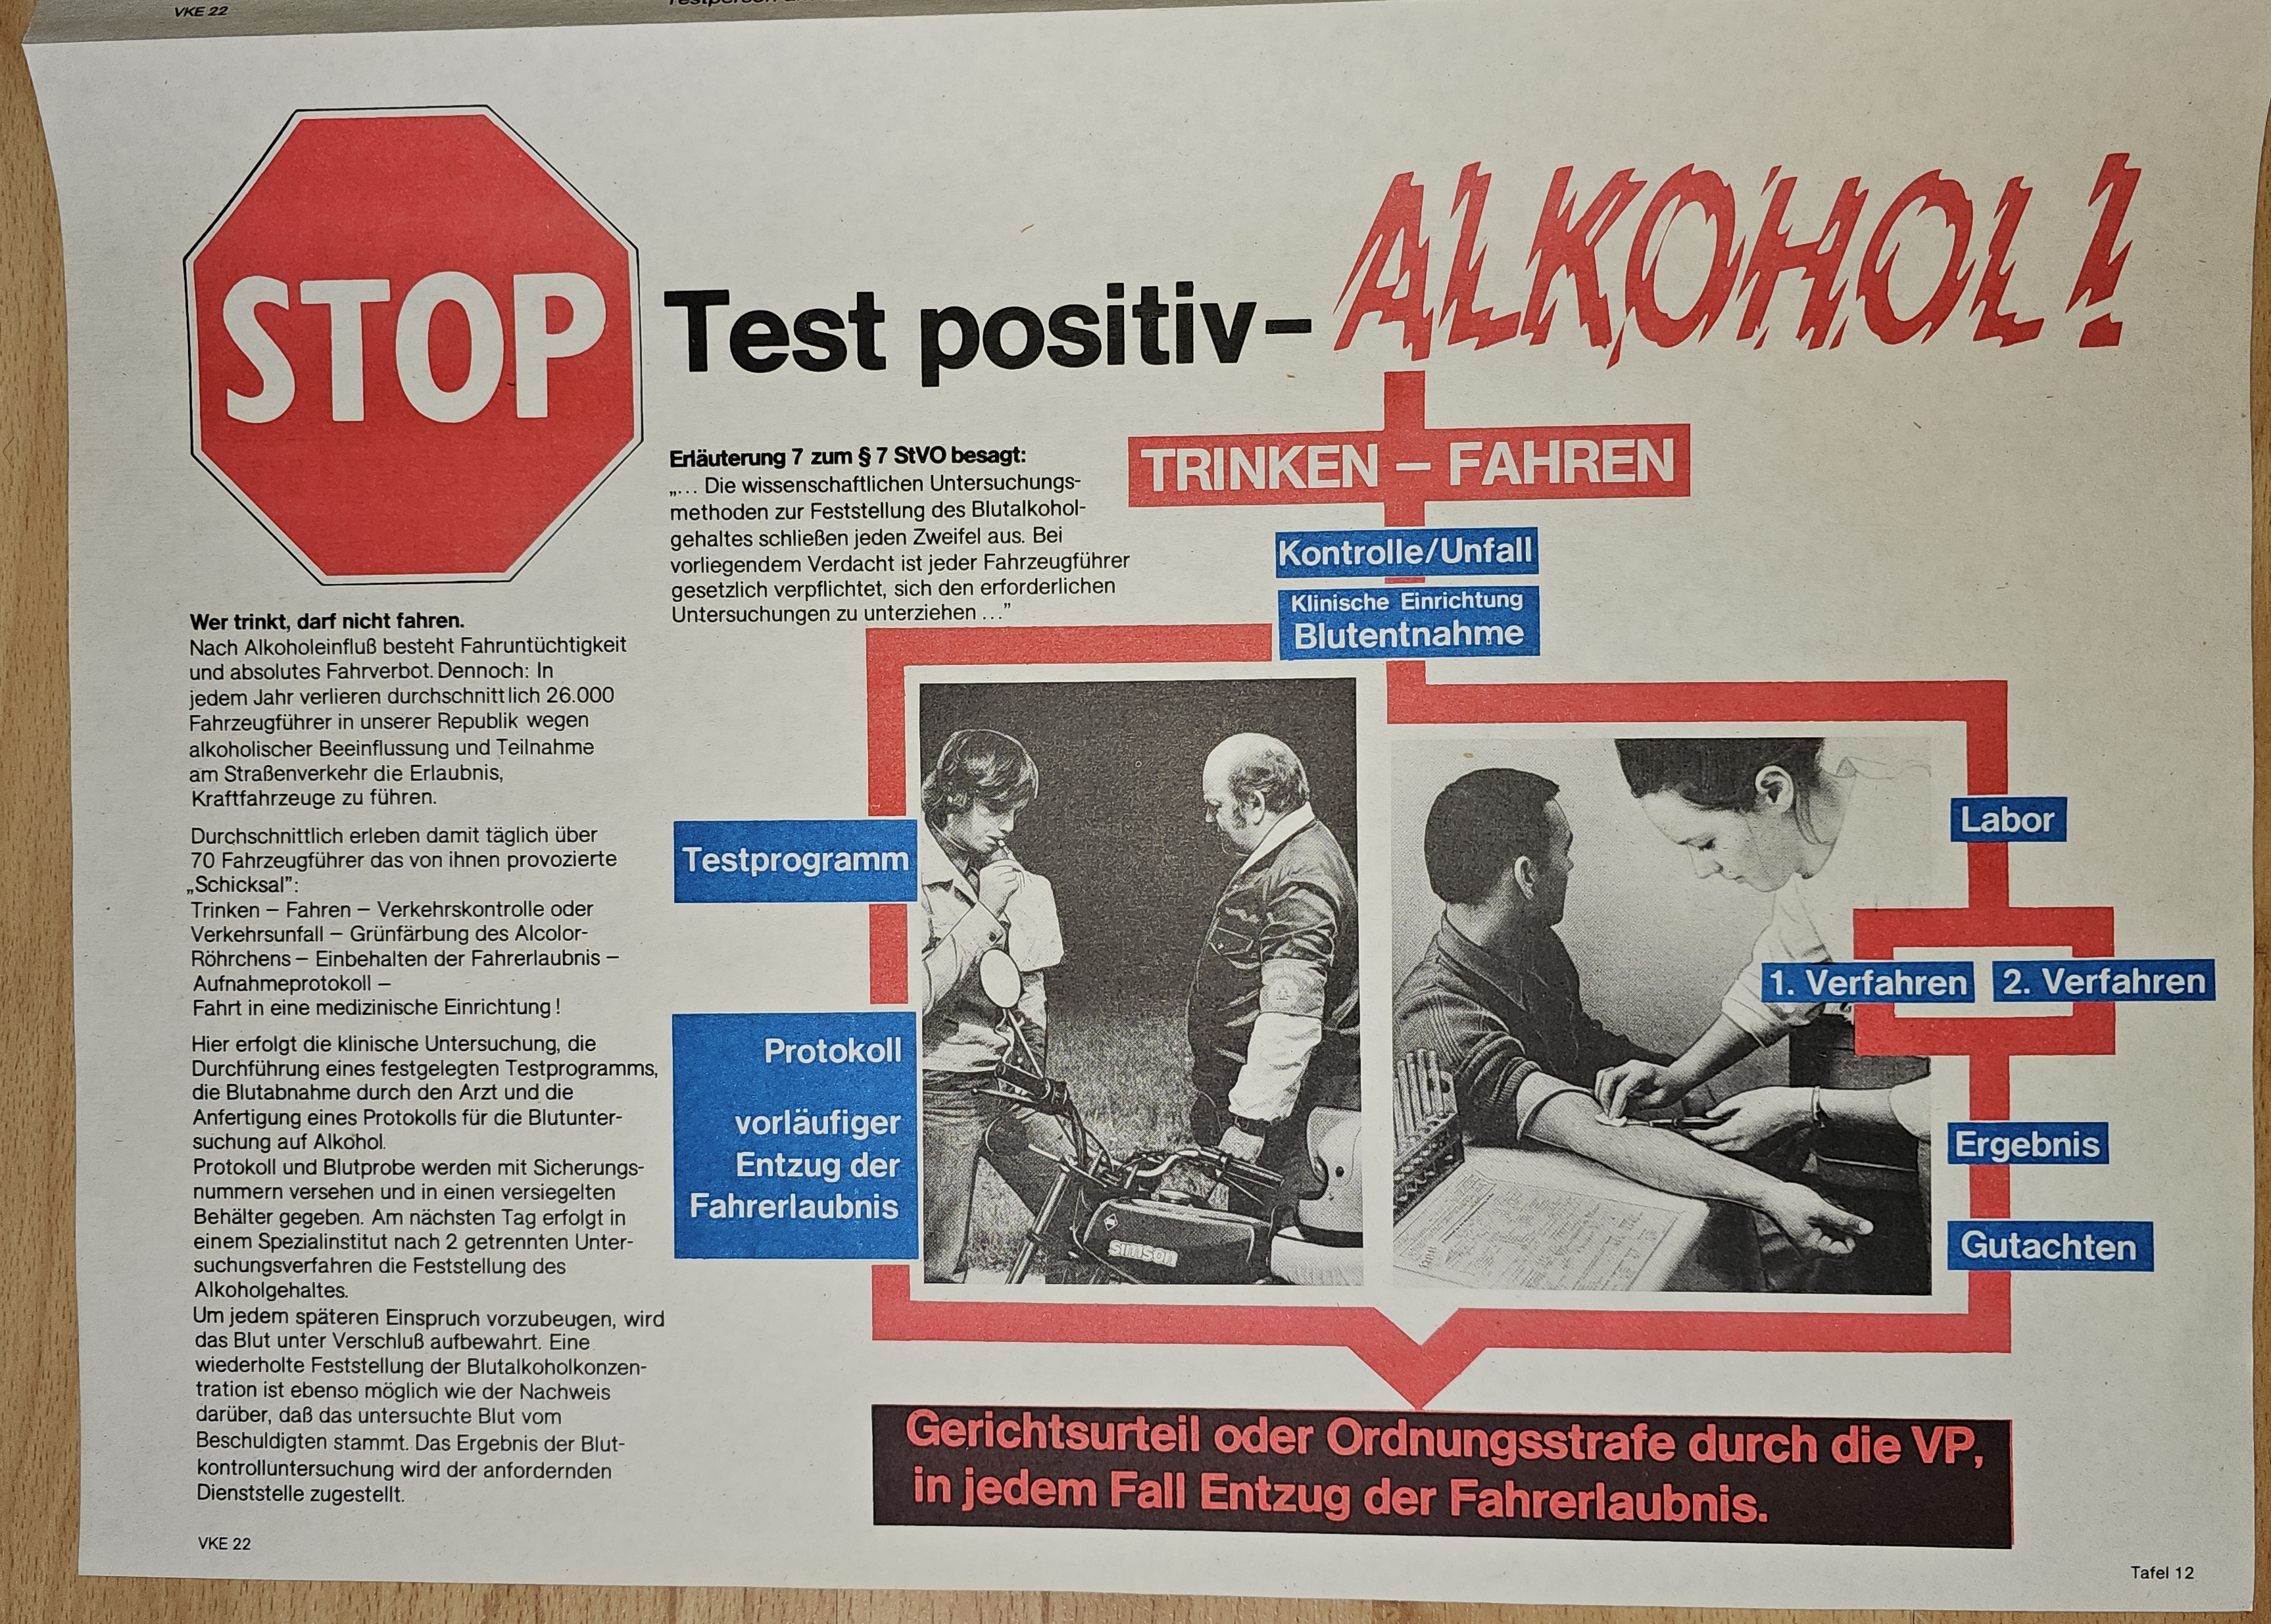 VKE 22
STOP
Test positiv–
ALKOHOL!
Wer trinkt, darf nicht fahren.
Nach Alkoholeinfluß besteht Fahruntüchtigkeit
und absolutes Fahrverbot. Dennoch: In
jedem Jahr verlieren durchschnittlich 26.000
Fahrzeugführer in unserer Republik wegen
alkoholischer Beeinflussung und Teilnahme
am Straßenverkehr die Erlaubnis,
Kraftfahrzeuge zu führen.
Durchschnittlich erleben damit täglich über
70 Fahrzeugführer das von ihnen provozierte
„Schicksal”:
Trinken – Fahren – Verkehrskontrolle oder
Verkehrsunfall – Grünfärbung des Alcolor-
Röhrchens – Einbehalten der Fahrerlaubnis –
Aufnahmeprotokoll –
Fahrt in eine medizinische Einrichtung!
Hier erfolgt die klinische Untersuchung, die
Durchführung eines festgelegten Testprogramms,
die Blutabnahme durch den Arzt und die
Anfertigung eines Protokolls für die Blutunter-
suchung auf Alkohol.
Protokoll und Blutprobe werden mit Sicherungs-
nummern versehen und in einen versiegelten
Behälter gegeben. Am nächsten Tag erfolgt in
einem Spezialinstitut nach 2 getrennten Unter-
suchungsverfahren die Feststellung des
Alkoholgehaltes.
Um jedem späteren Einspruch vorzubeugen, wird
das Blut unter Verschluß aufbewahrt. Eine
wiederholte Feststellung der Blutalkoholkonzen-
tration ist ebenso möglich wie der Nachweis
darüber, daß das untersuchte Blut vom
Beschuldigten stammt. Das Ergebnis der Blut-
kontrolluntersuchung wird der anfordernden
Dienststelle zugestellt.
VKE 22
Erläuterung 7 zum § 7 StVO besagt:
„... Die wissenschaftlichen Untersuchungs-
methoden zur Feststellung des Blutalkohol-
gehaltes schließen jeden Zweifel aus. Bei
vorliegendem Verdacht ist jeder Fahrzeugführer
gesetzlich verpflichtet, sich den erforderlichen
Untersuchungen zu unterziehen ...”
TRINKEN – FAHREN
Kontrolle/Unfall
Klinische Einrichtung
Blutentnahme
Testprogramm
Protokoll
vorläufiger
Entzug der
Fahrerlaubnis
simson
Labor
1. Verfahren
2. Verfahren
Ergebnis
Gutachten
Gerichtsurteil oder Ordnungsstrafe durch die VP,
in jedem Fall Entzug der Fahrerlaubnis.
Tafel 12